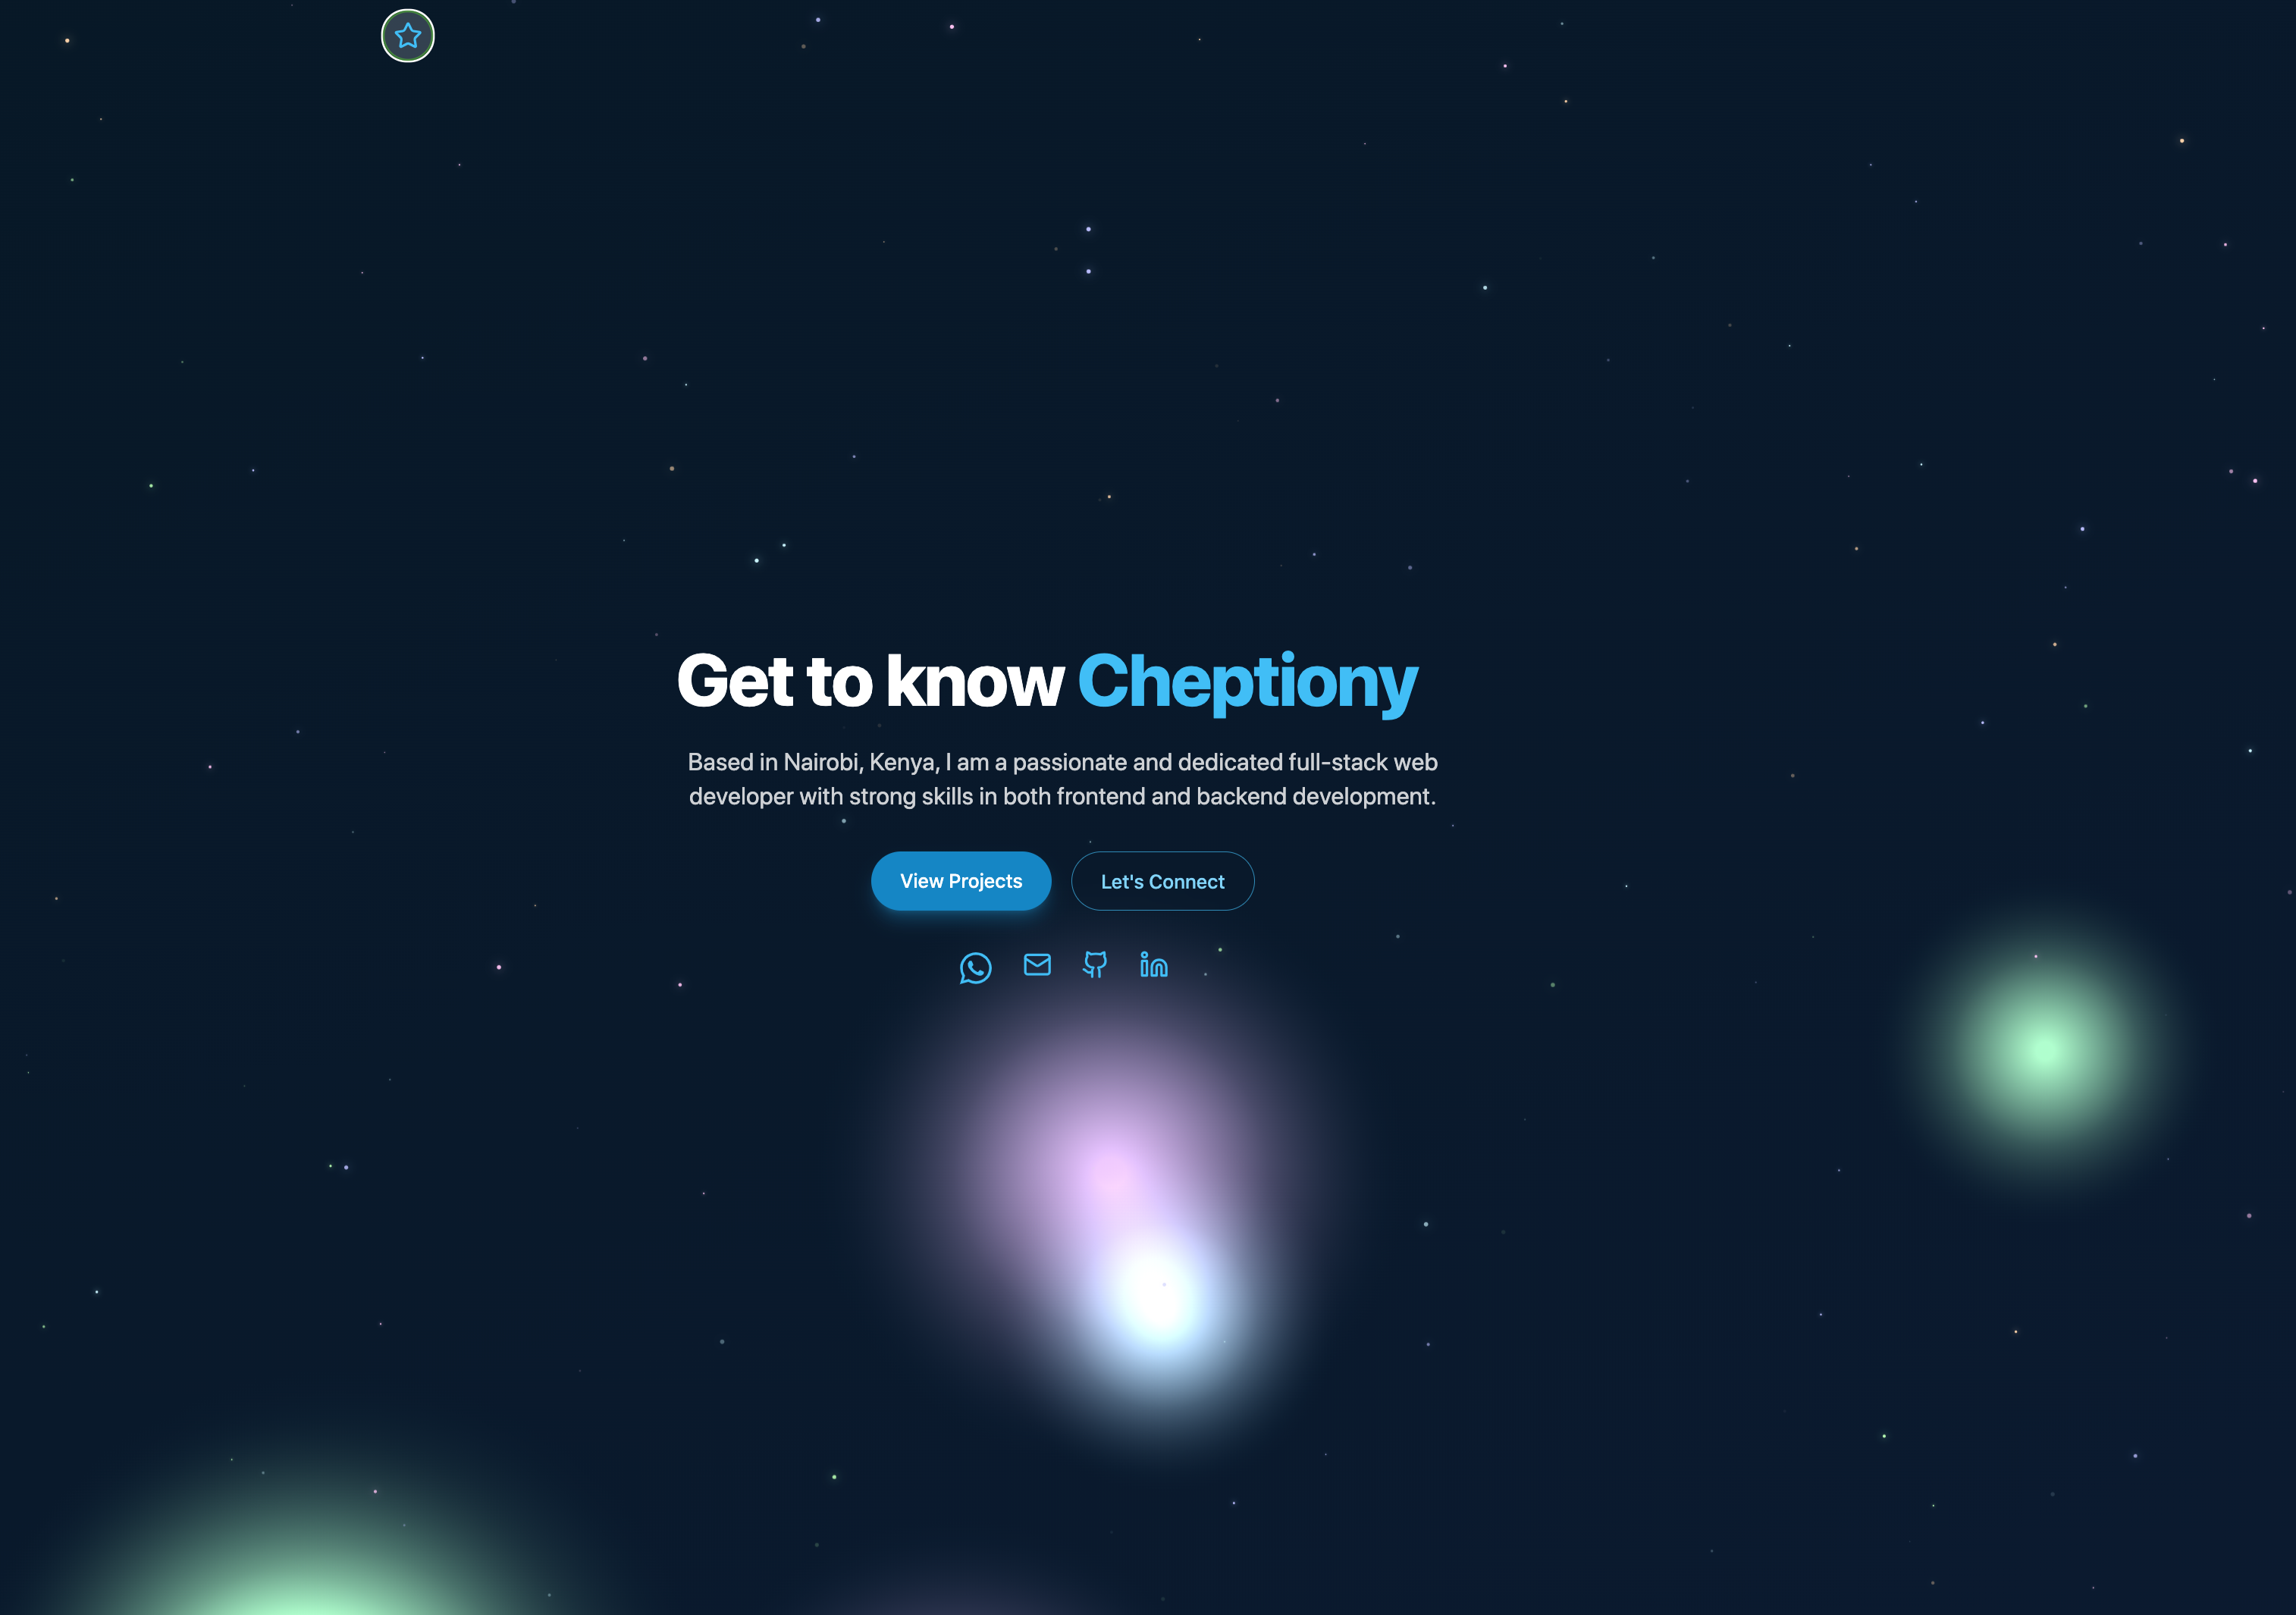 Get to know Cheptiony
Based in Nairobi, Kenya, I am a passionate and dedicated full-stack web
developer with strong skills in both frontend and backend development.
View Projects
Let's Connect